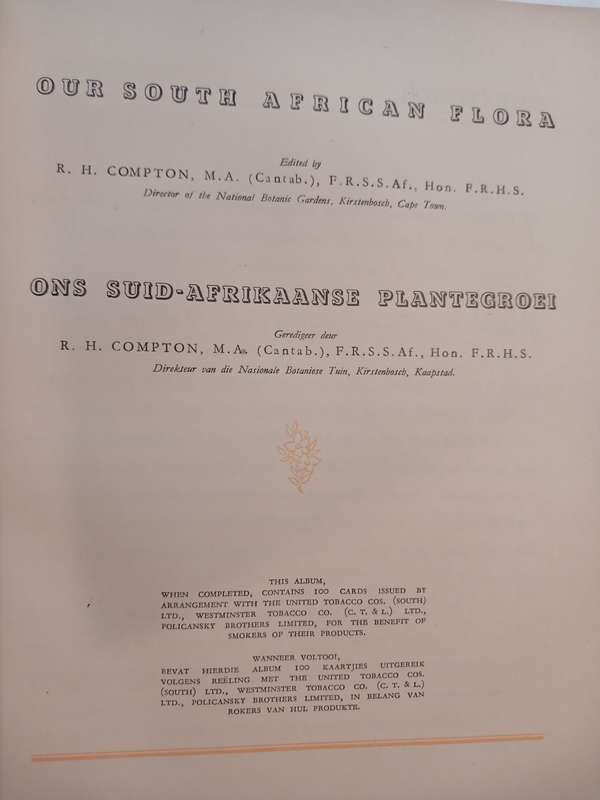 OUR SOUTH AFRICAN FLORA
Edited by
R. H. COMPTON, M.A. (Cantab.), F.R.S.S.Af., Hon. F.R.H.S.
Director of the National Botanic Gardens, Kirstenbosch, Cape Town.
ONS SUID-AFRIKAANSE PLANTEGROEI
Geredigeer deur
R. H. COMPTON, M.A. (Cantab.), F.R.S.S.Af., Hon. F.R.H.S.
Direkteur van die Nasionale Botaniese Tuin, Kirstenbosch, Kaapstad.
THIS ALBUM,
WHEN COMPLETED, CONTAINS 100 CARDS ISSUED BY
ARRANGEMENT WITH THE UNITED TOBACCO COS. (SOUTH)
LTD., WESTMINSTER TOBACCO CO. (C. T. & L.) LTD.,
POLICANSKY BROTHERS LIMITED, FOR THE BENEFIT OF
SMOKERS OF THEIR PRODUCTS.
WANNEER VOLTOOI,
BEVAT HIERDIE ALBUM 100 KAARTJIES UITGEREIK
VOLGENS REËLING MET THE UNITED TOBACCO COS.
(SOUTH) LTD., WESTMINSTER TOBACCO CO. (C. T. & L.)
LTD., POLICANSKY BROTHERS LIMITED, IN BELANG VAN
ROKERS VAN HUL PRODUKTE.